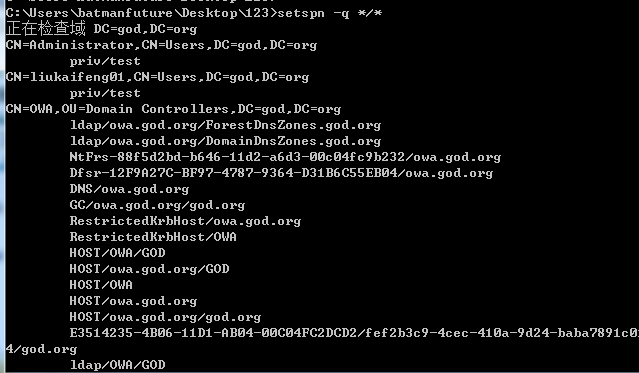 C:\Users\batmanfuture\Desktop\123>setspn -q */*
正在检查域 DC=god,DC=org
CN=Administrator,CN=Users,DC=god,DC=org
priv/test
CN=liukaifeng01,CN=Users,DC=god,DC=org
priv/test
CN=OWA,OU=Domain Controllers,DC=god,DC=org
ldap/owa.god.org/ForestDnsZones.god.org
ldap/owa.god.org/DomainDnsZones.god.org
NtFrs-88f5d2bd-b646-11d2-a6d3-00c04fc9b232/owa.god.org
Dfsr-12F9A27C-BF97-4787-9364-D31B6C55EB04/owa.god.org
DNS/owa.god.org
GC/owa.god.org/god.org
RestrictedKrbHost/owa.god.org
RestrictedKrbHost/OWA
HOST/OWA/GOD
HOST/owa.god.org/GOD
HOST/OWA
HOST/owa.god.org
HOST/owa.god.org/god.org
E3514235-4B06-11D1-AB04-00C04FC2DCD2/fef2b3c9-4cec-410a-9d24-baba7891c0
4/god.org
ldap/OWA/GOD